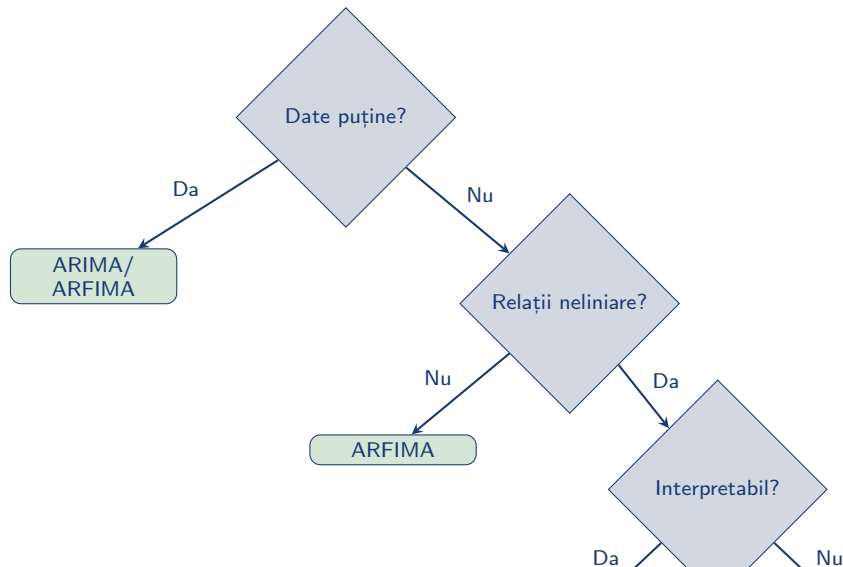 Date puține?
Da
Nu
ARIMA/
ARFIMA
Relații neliniare?
Nu
Da
ARFIMA
Interpretabil?
Da
Nu